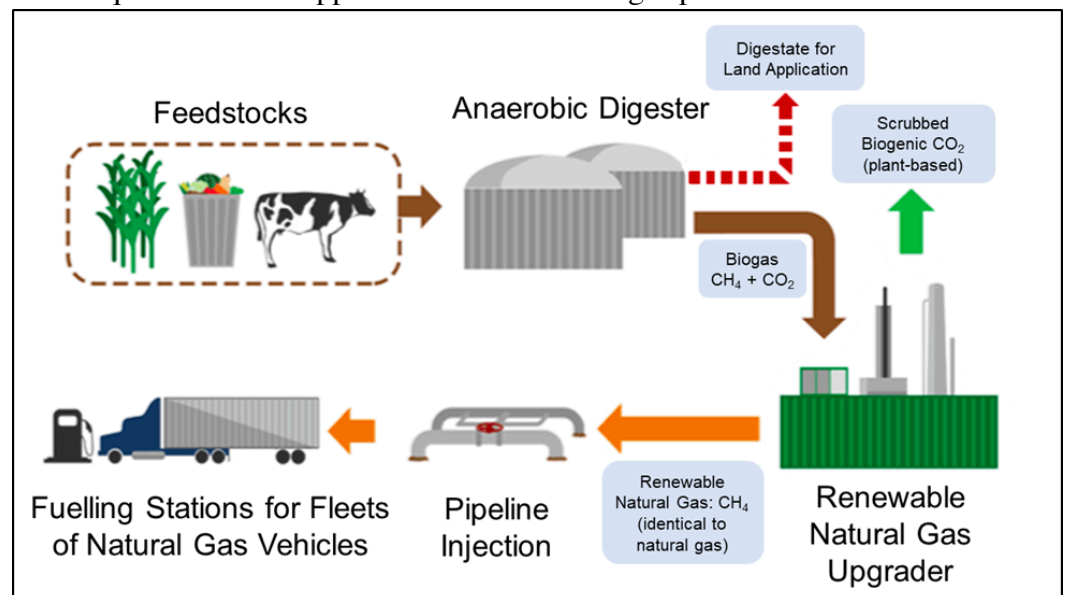 Digestate for
Land Application
Feedstocks
Anaerobic Digester
Scrubbed
Biogenic CO₂
(plant-based)
Biogas
CH₄ + CO₂
Fuelling Stations for Fleets
of Natural Gas Vehicles
Pipeline
Injection
Renewable
Natural Gas: CH₄
(identical to
natural gas)
Renewable
Natural Gas
Upgrader